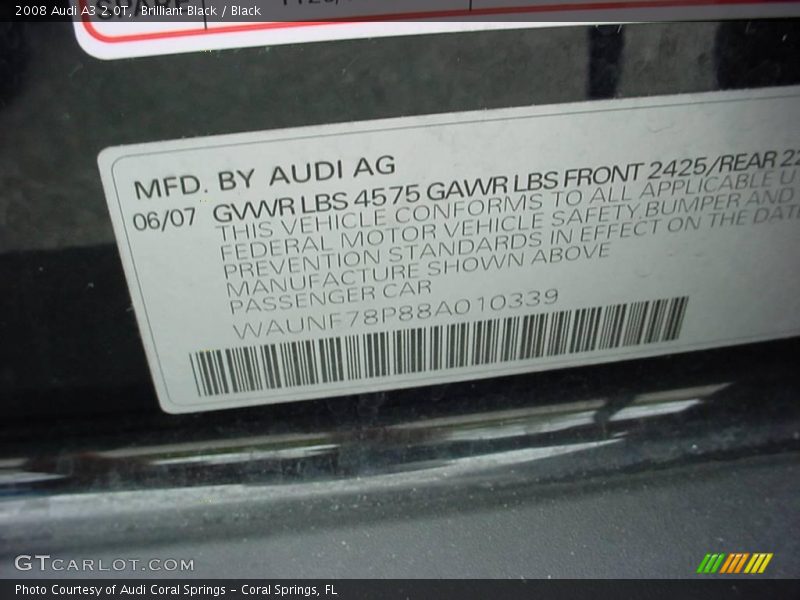 2008 Audi A3 2.0T, Brilliant Black / Black
SPARE
MFD. BY AUDI AG
06/07 GVWR LBS 4575 GAWR LBS FRONT 2425/REAR
THIS VEHICLE CONFORMS TO ALL APPLICABLE
FEDERAL MOTOR VEHICLE SAFETY, BUMPER AND
PREVENTION STANDARDS IN EFFECT ON THE
MANUFACTURE SHOWN ABOVE
PASSENGER CAR
WAUNF78P88A010339
GTCARLOT.COM
Photo Courtesy of Audi Coral Springs - Coral Springs, FL